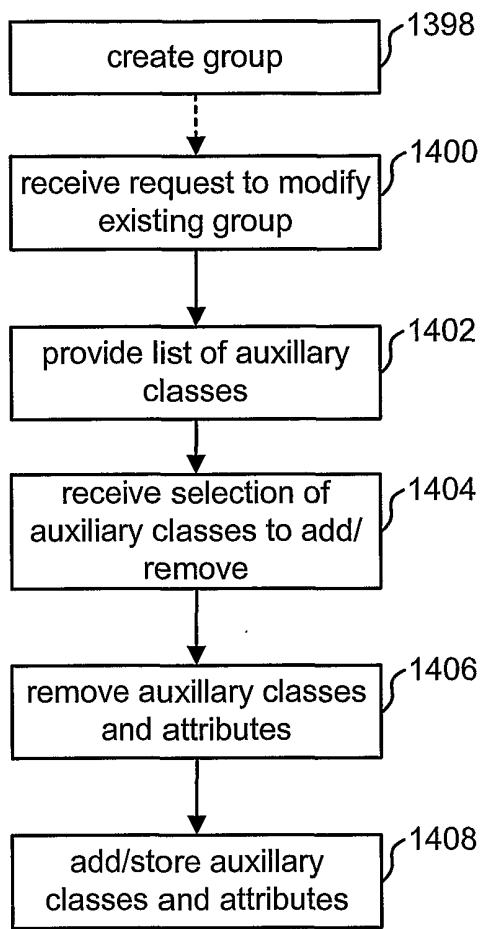 1398
create group
1400
receive request to modify
existing group
1402
provide list of auxillary
classes
1404
receive selection of
auxiliary classes to add/
remove
1406
remove auxillary classes
and attributes
1408
add/store auxillary
classes and attributes